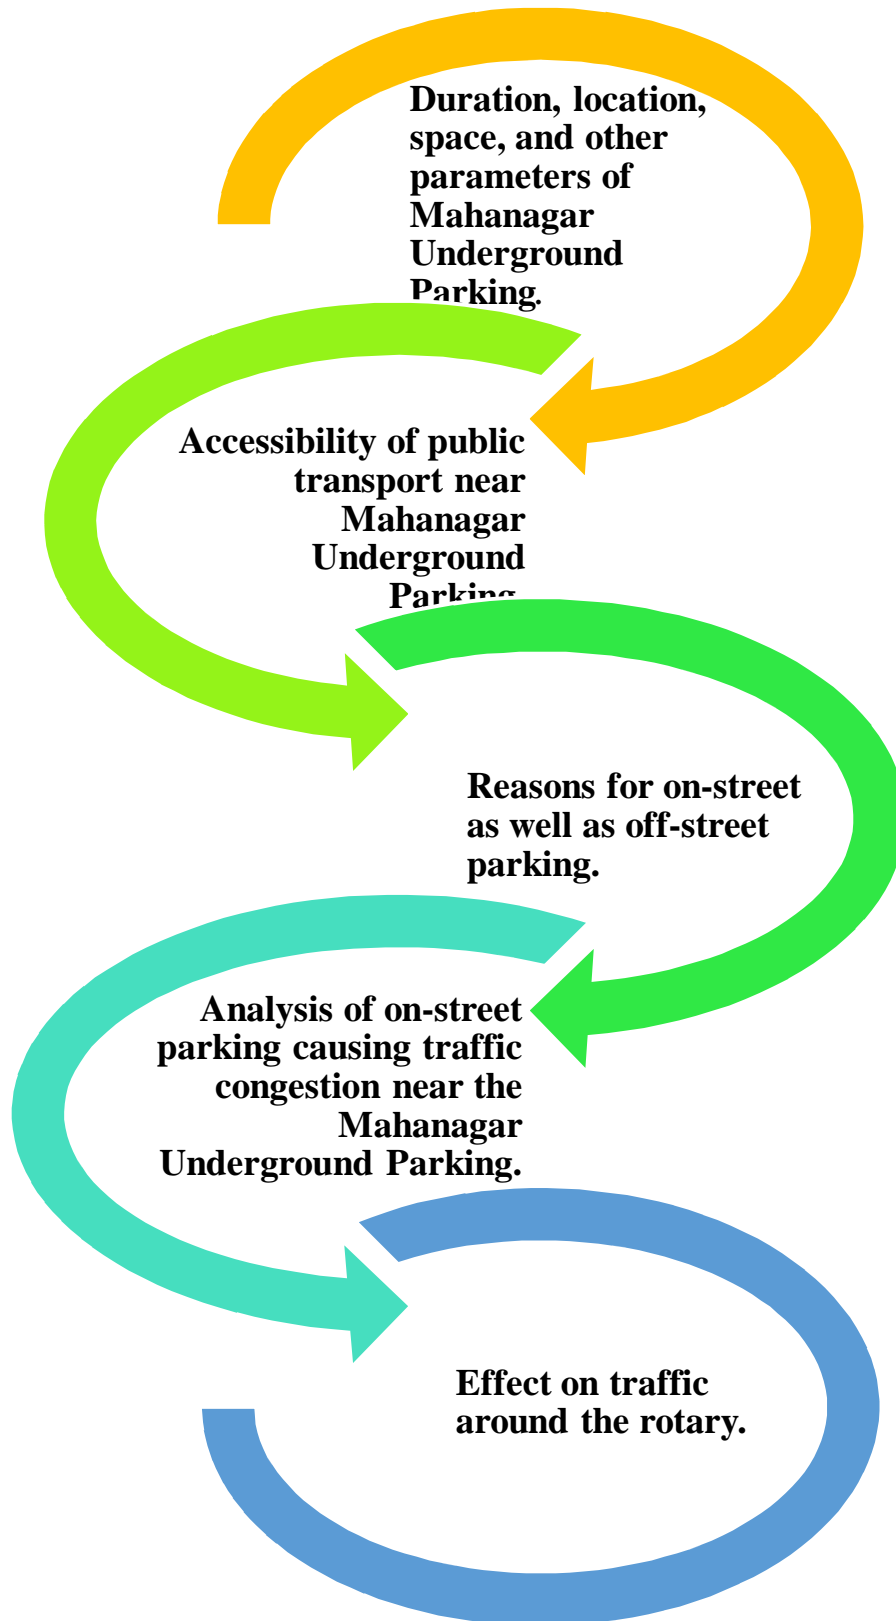 Duration, location,
space, and other
parameters of
Mahanagar
Underground
Parking.
Accessibility of public
transport near
Mahanagar
Underground
Parking.
Reasons for on-street
as well as off-street
parking.
Analysis of on-street
parking causing traffic
congestion near the
Mahanagar
Underground Parking.
Effect on traffic
around the rotary.